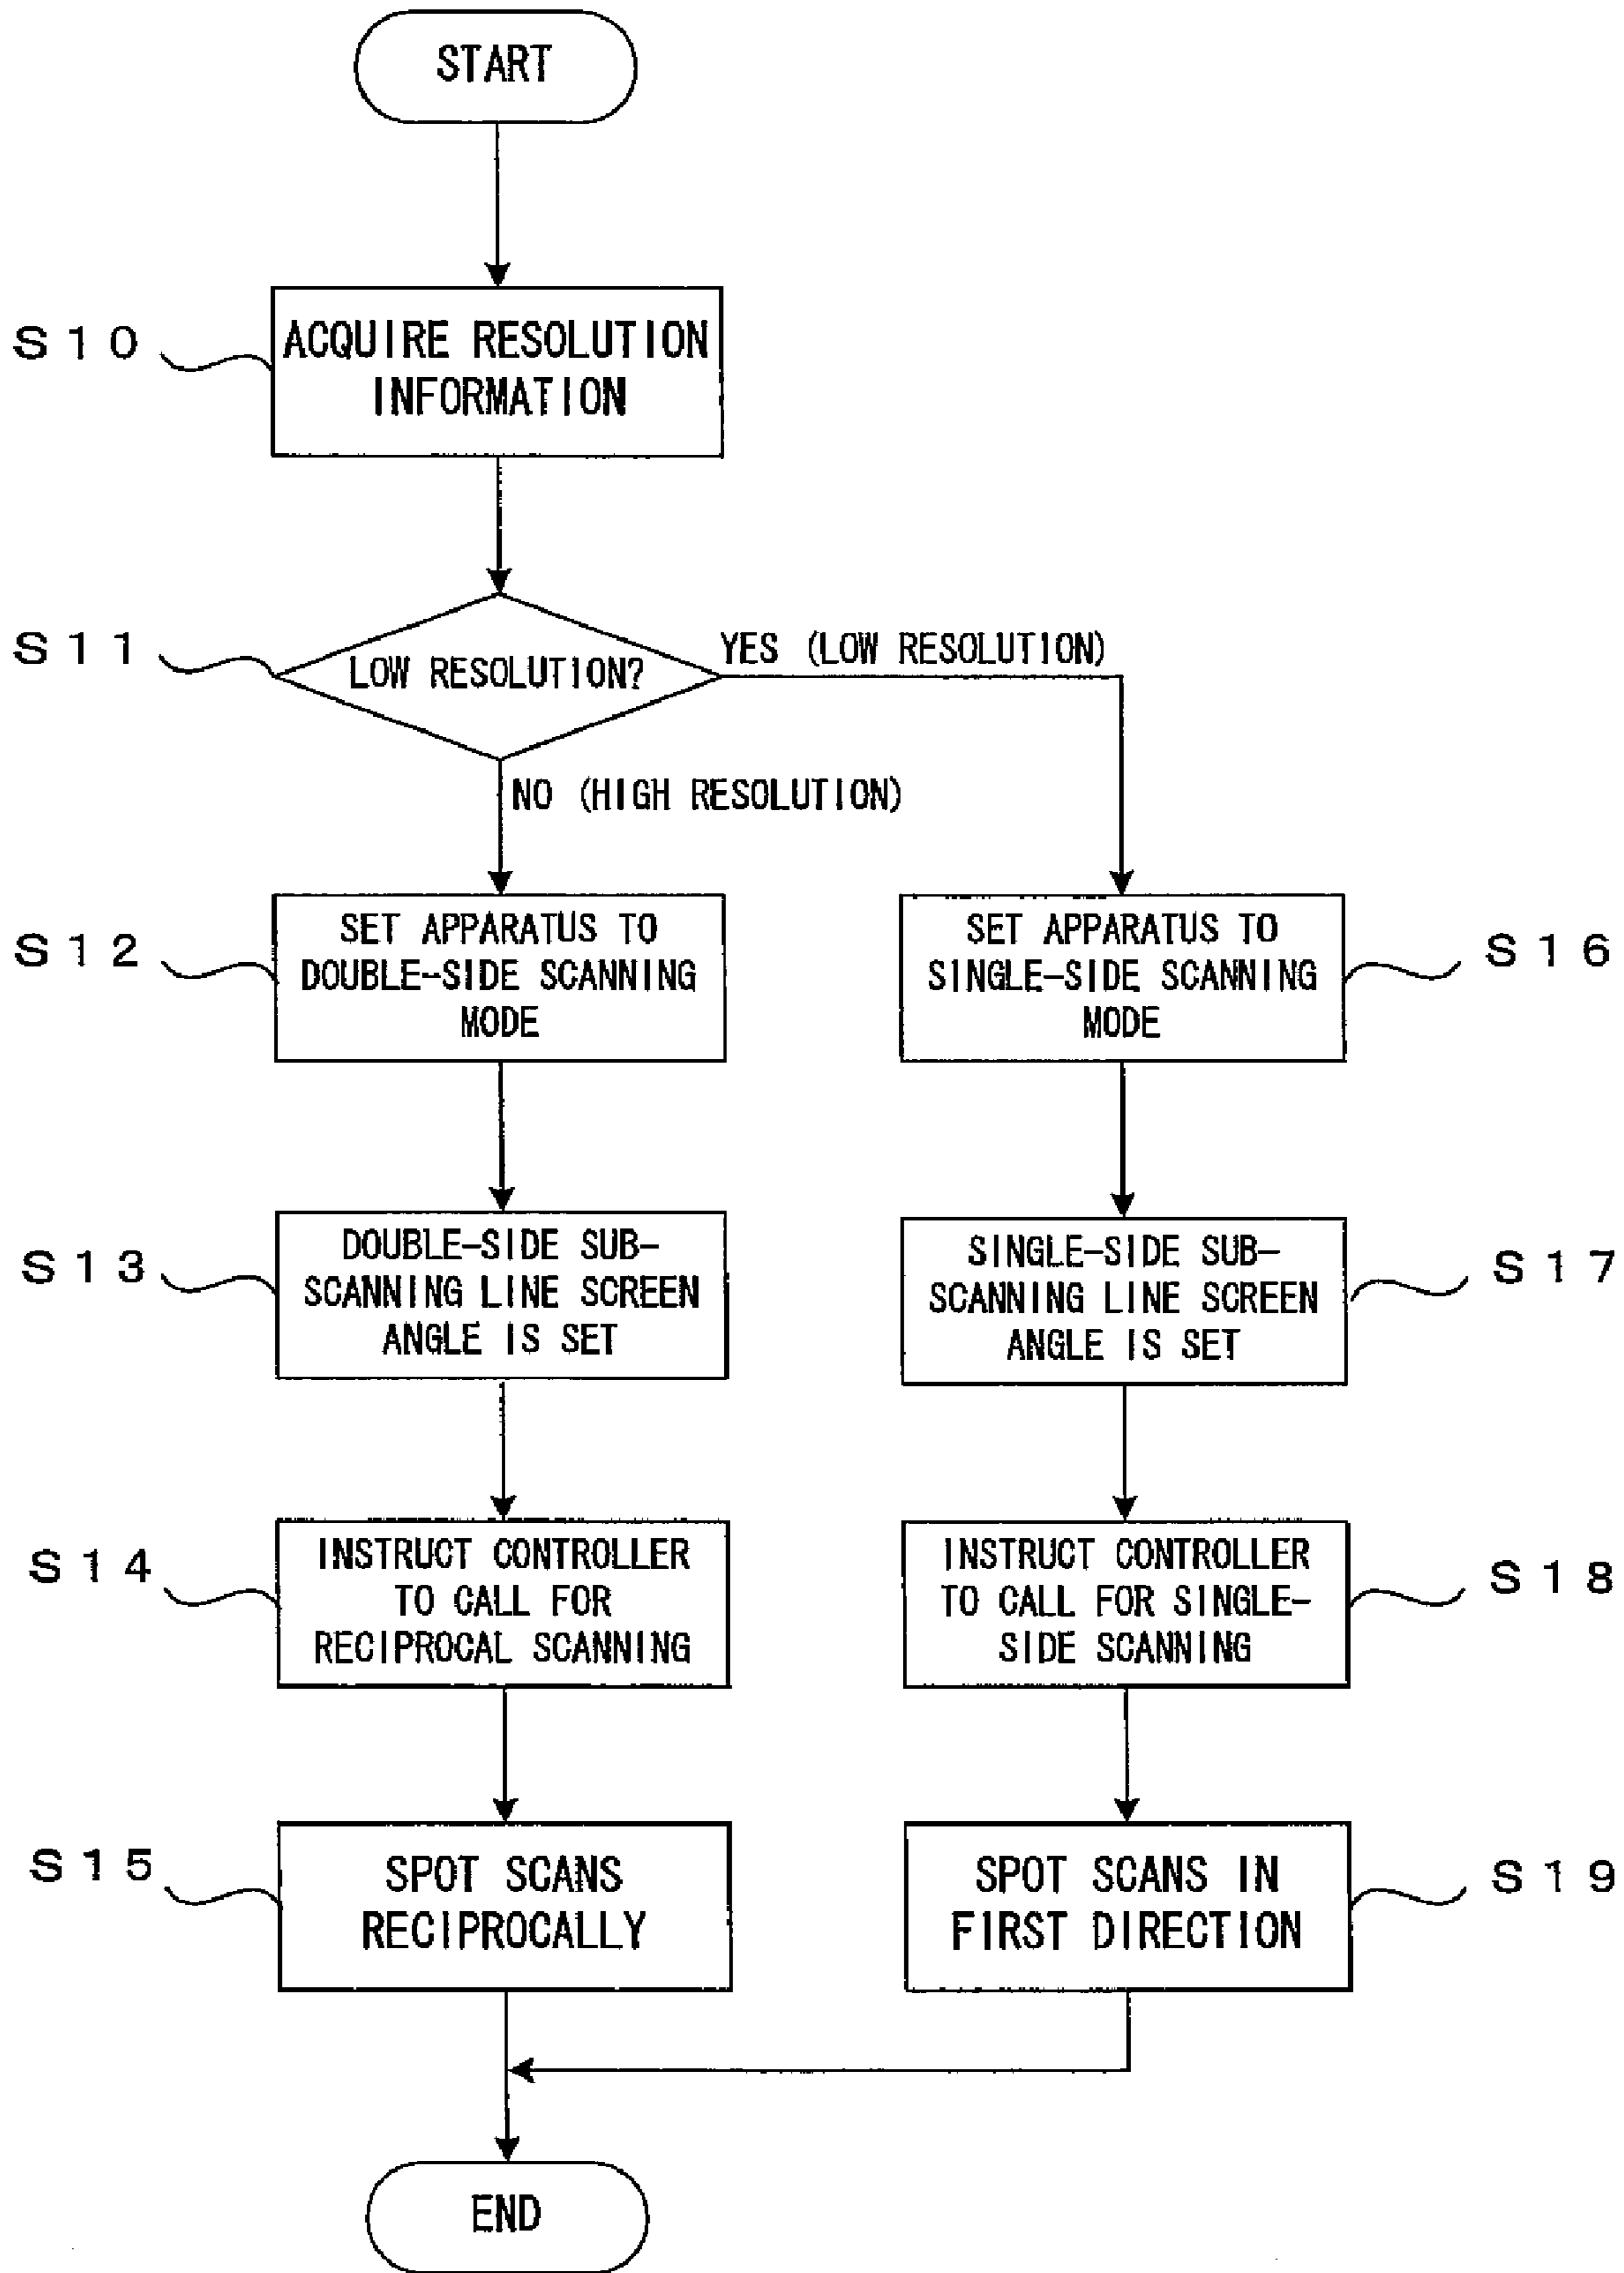 START
S10
ACQUIRE RESOLUTION
INFORMATION
S11
LOW RESOLUTION?
YES (LOW RESOLUTION)
NO (HIGH RESOLUTION)
S12
SET APPARATUS TO
DOUBLE-SIDE SCANNING
MODE
SET APPARATUS TO
SINGLE-SIDE SCANNING
MODE
S16
S13
DOUBLE-SIDE SUB-
SCANNING LINE SCREEN
ANGLE IS SET
SINGLE-SIDE SUB-
SCANNING LINE SCREEN
ANGLE IS SET
S17
S14
INSTRUCT CONTROLLER
TO CALL FOR
RECIPROCAL SCANNING
INSTRUCT CONTROLLER
TO CALL FOR SINGLE-
SIDE SCANNING
S18
S15
SPOT SCANS
RECIPROCALLY
SPOT SCANS IN
FIRST DIRECTION
S19
END